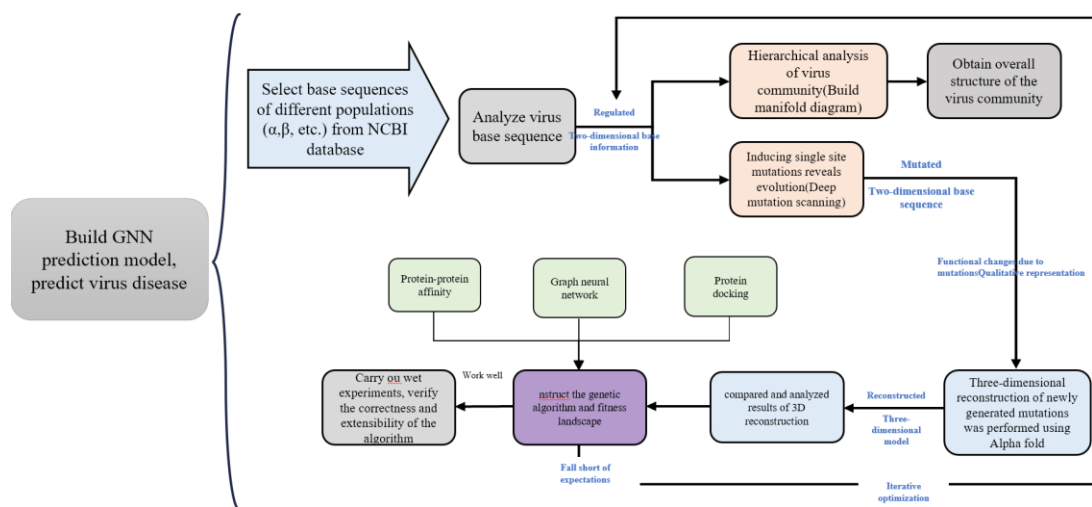 Select base sequences
of different populations
(α,β, etc.) from NCBI
database
Analyze virus
base sequence
Regulated
Two-dimensional base
information
Hierarchical analysis
of virus
community(Build
manifold diagram)
Obtain overall
structure of the
virus community
Inducing single site
mutations reveals
evolution(Deep
mutation scanning)
Mutated
Two-dimensional base
sequence
Build GNN
prediction model,
predict virus disease
Functional changes due to
mutationsQualitative representation
Protein-protein
affinity
Graph neural
network
Protein
docking
Carry ou wet
experiments, verify
the correctness and
extensibility of the
algorithm
Work well
nstruct the genetic
algorithm and fitness
landscape
compared and analyzed
results of 3D
reconstruction
Reconstructed
Three-
dimensional
model
Three-dimensional
reconstruction of newly
generated mutations
was performed using
Alpha fold
Fall short of
expectations
Iterative
optimization